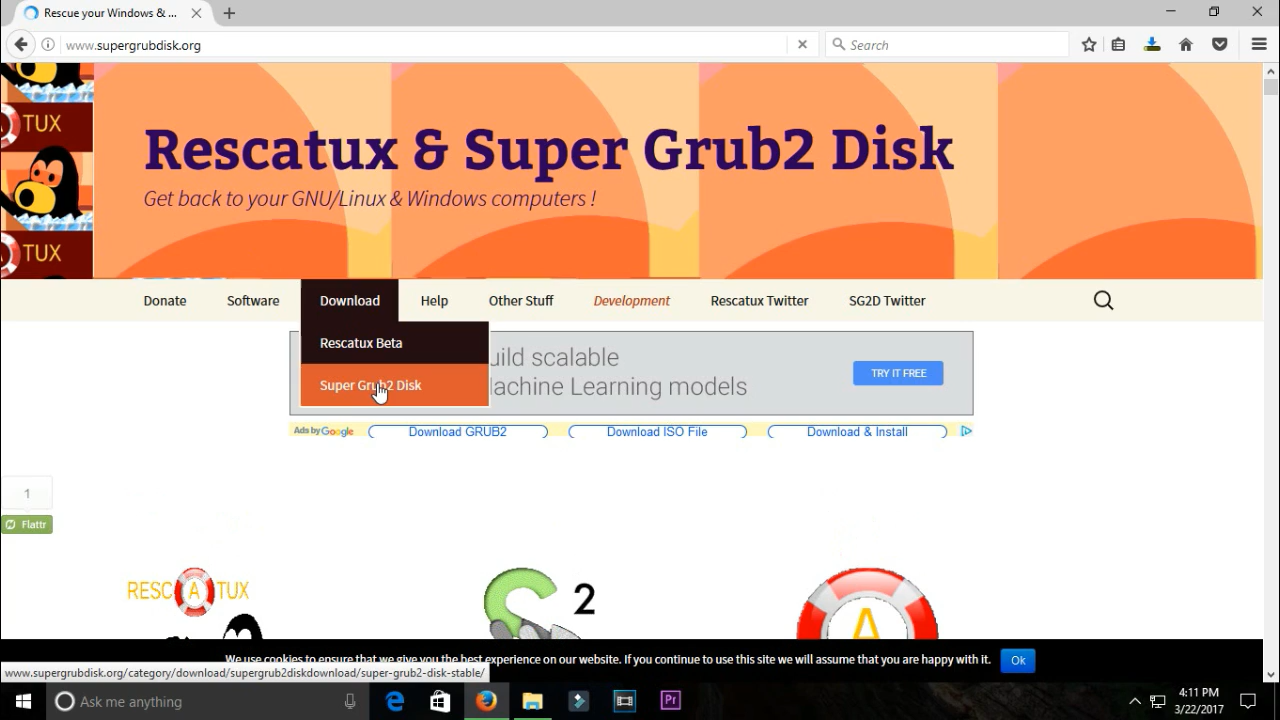 Rescue your Windows & ...
www.supergrubdisk.org
Search
TUX
TUX
Rescatux & Super Grub2 Disk
Get back to your GNU/Linux & Windows computers !
Donate Software Download Help Other Stuff Development Rescatux Twitter SG2D Twitter
Rescatux Beta
Super Grub2 Disk
uild scalable
achine Learning models
TRY IT FREE
Ads by Google Download GRUB2 Download ISO File Download & Install
1
Flattr
RESC A TUX
2
A
We use cookies to ensure that we give you the best experience on our website. If you continue to use this site we will assume that you are happy with it. Ok
www.supergrubdisk.org/category/download/supergrub2diskdownload/super-grub2-disk-stable/
Ask me anything
Pr
4:11 PM
3/22/2017